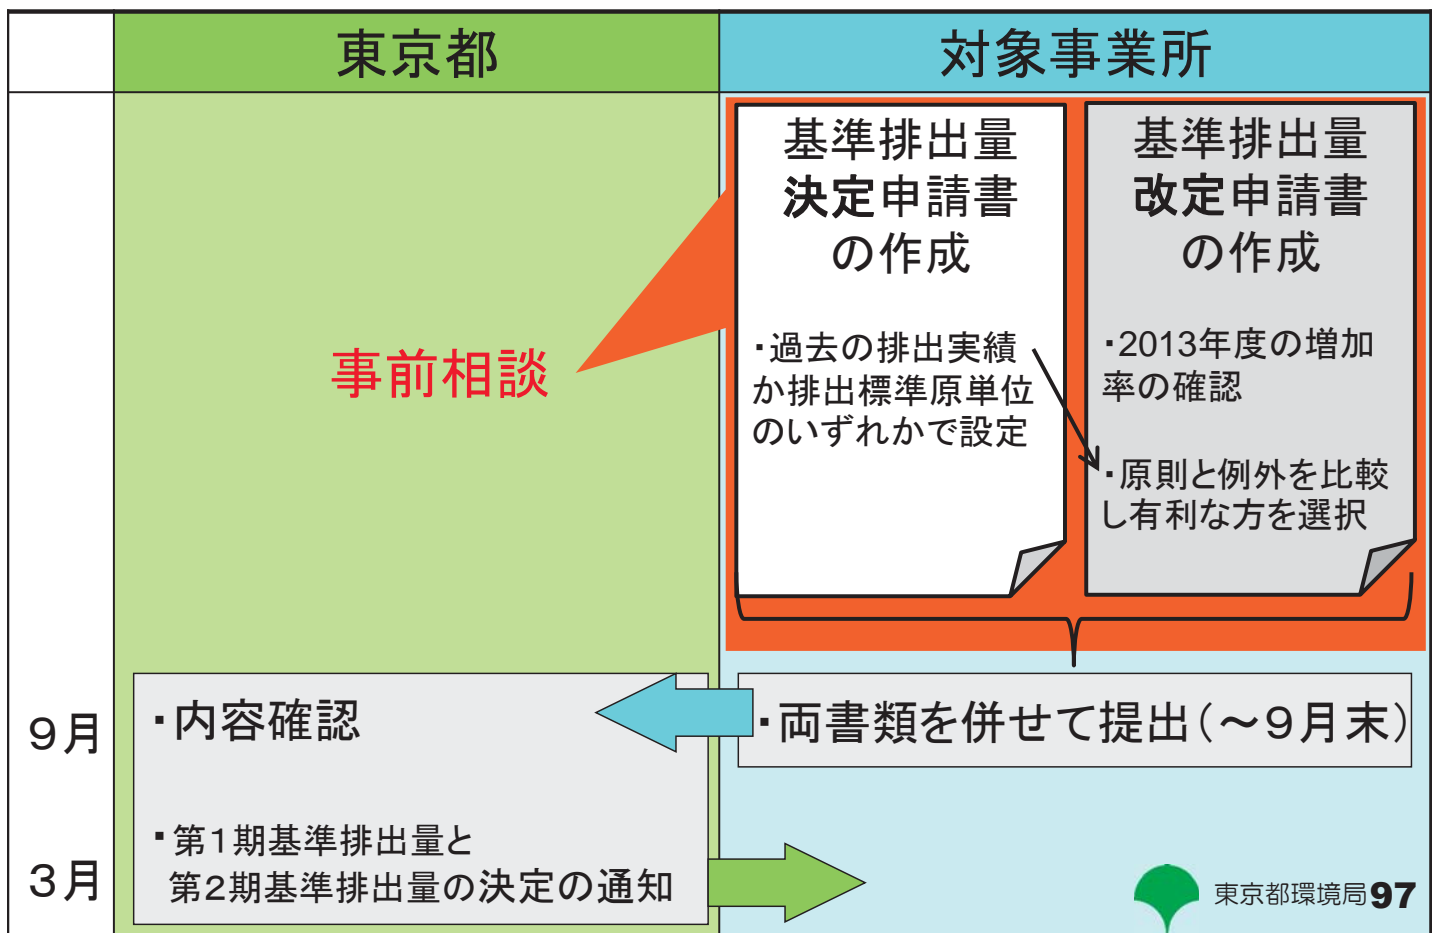 東京都
対象事業所
基準排出量
決定申請書
の作成
・過去の排出実績
か排出標準原単位
のいずれかで設定
基準排出量
改定申請書
の作成
・2013年度の増加
率の確認
・原則と例外を比較
し有利な方を選択
事前相談
9月
・内容確認
・両書類を併せて提出(～9月末)
3月
・第1期基準排出量と
第2期基準排出量の決定の通知
東京都環境局97